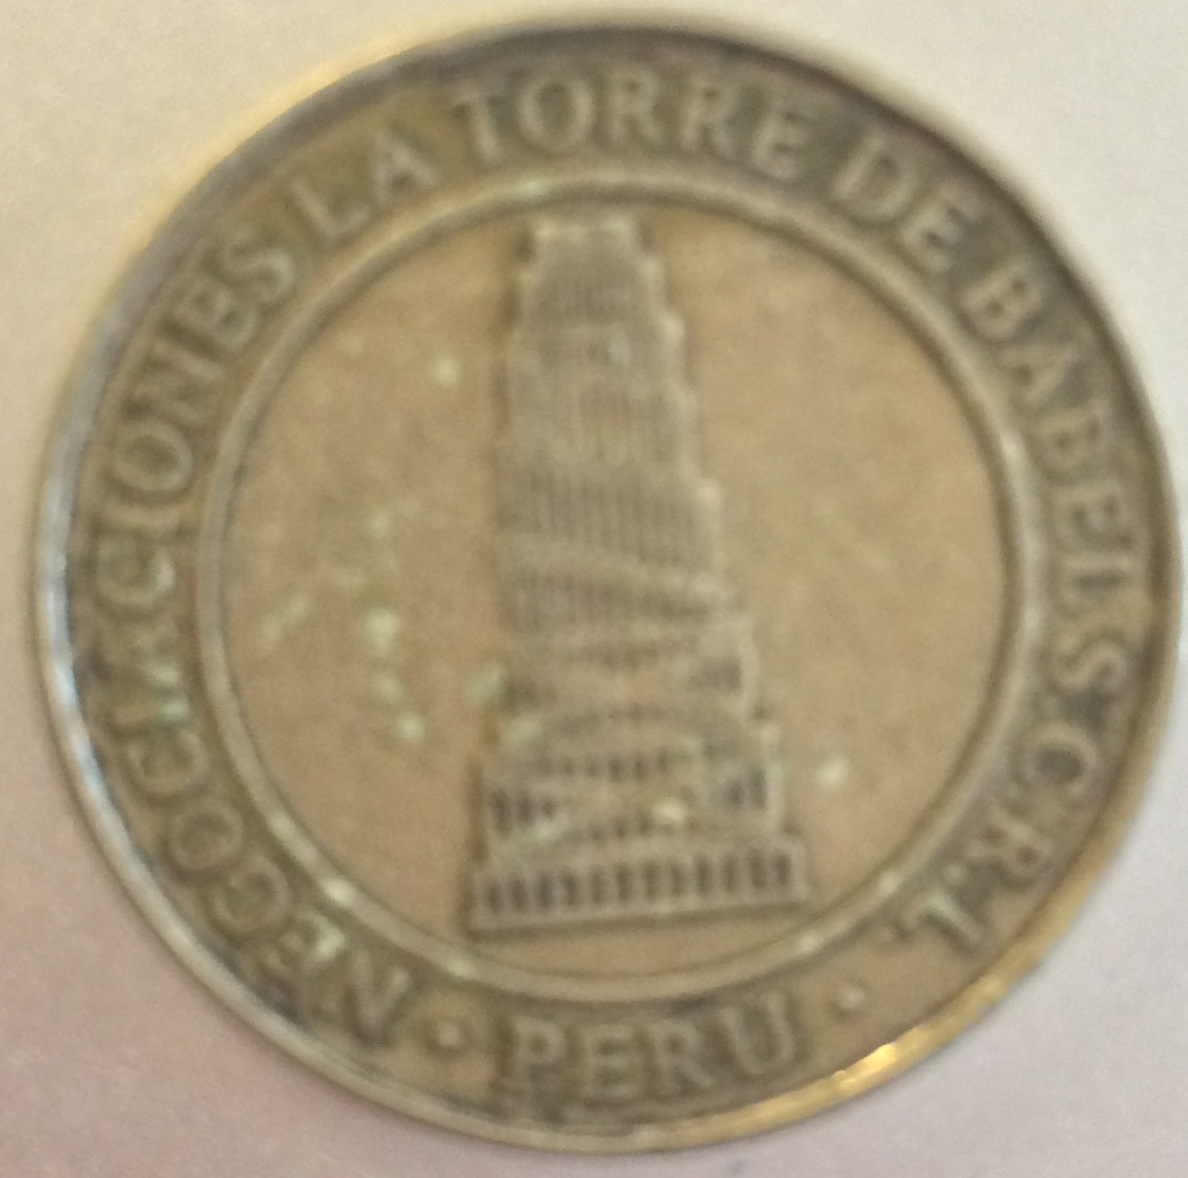 NEGOCIACIONES LA TORRE DE BABEL S.C.R.L.
• PERU •